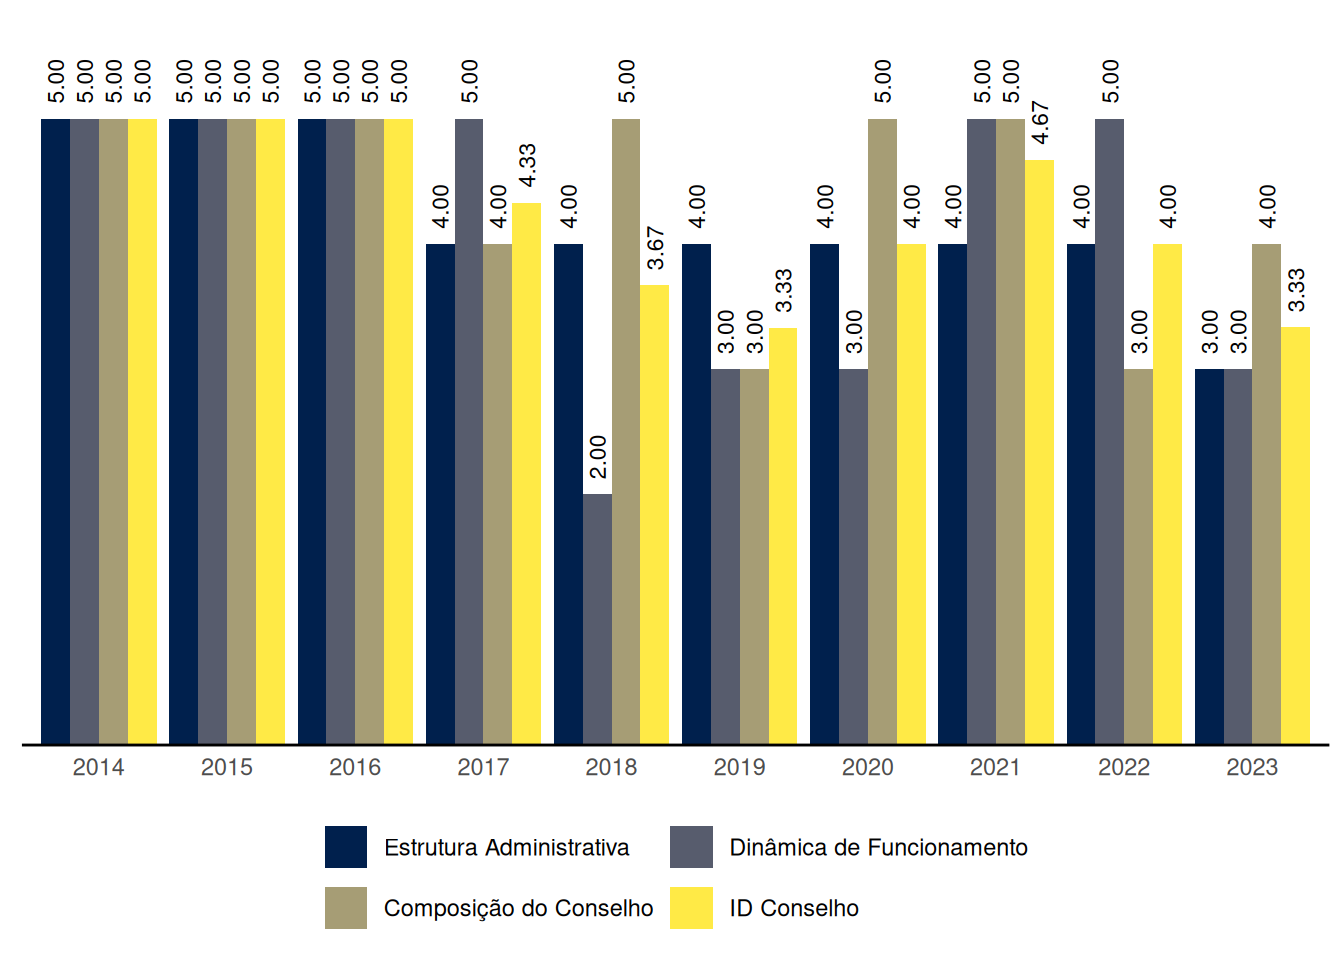 5.00 5.00 5.00 5.00 5.00 5.00 5.00 5.00 5.00 5.00 5.00 5.00 4.00 5.00 4.00 4.33 4.00 2.00 5.00 3.67 4.00 3.00 3.00 3.33 4.00 3.00 5.00 4.00 4.00 5.00 5.00 4.67 4.00 5.00 3.00 4.00 3.00 3.00 4.00 3.33
2014 2015 2016 2017 2018 2019 2020 2021 2022 2023
Estrutura Administrativa Dinâmica de Funcionamento
Composição do Conselho ID Conselho